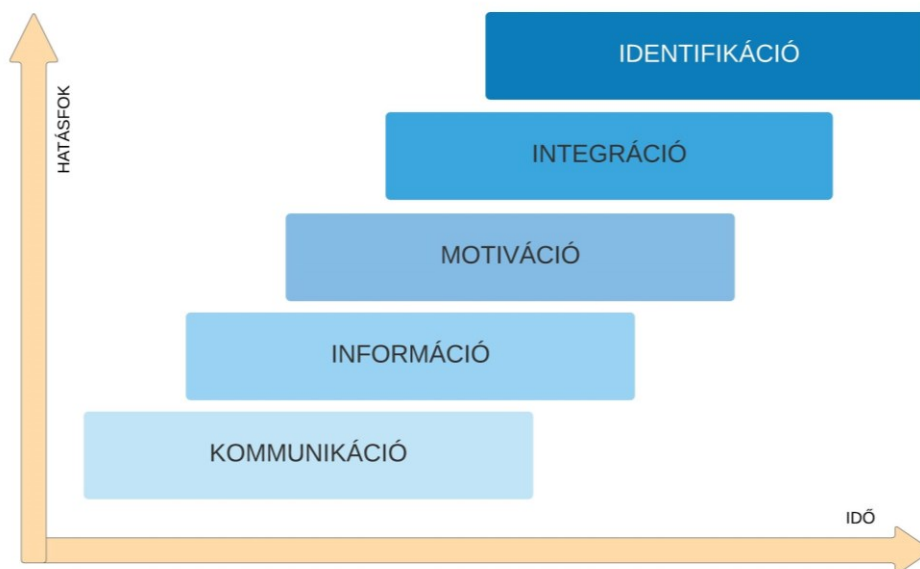 IDENTIFIKÁCIÓ
HATÁSFOK
INTEGRÁCIÓ
MOTIVÁCIÓ
INFORMÁCIÓ
KOMMUNIKÁCIÓ
IDŐ